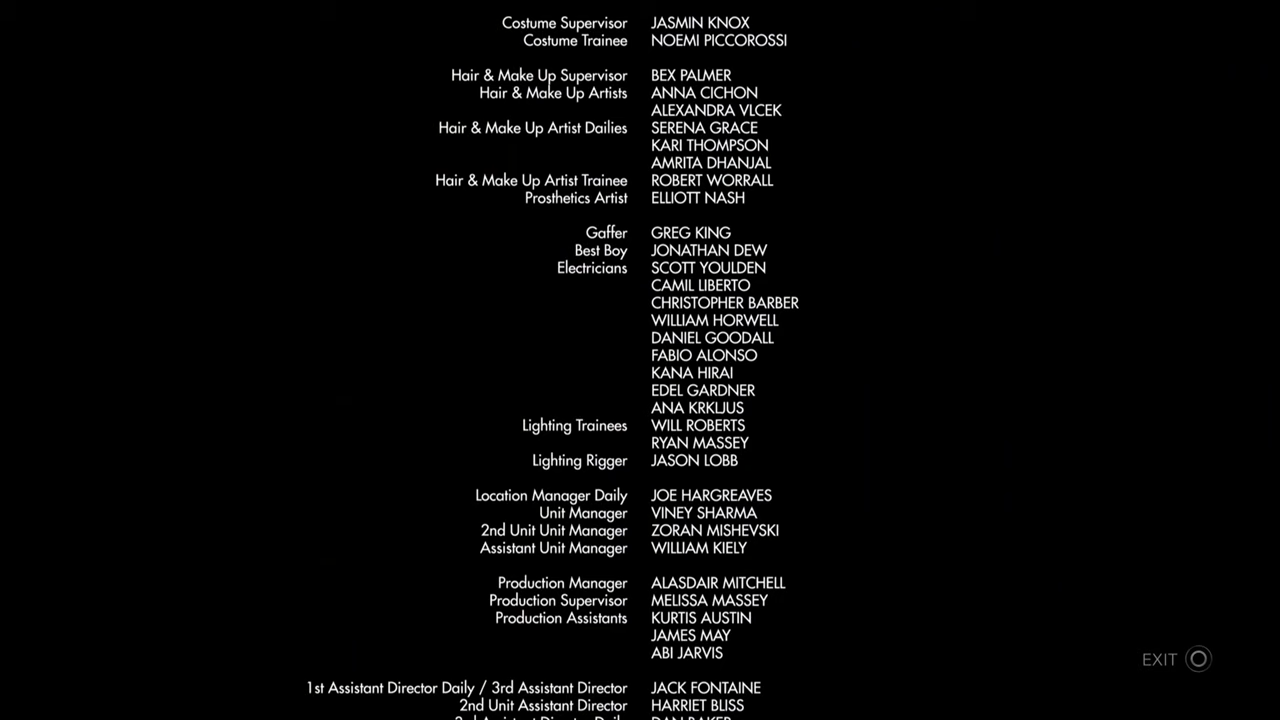 Costume Supervisor JASMIN KNOX
Costume Trainee NOEMI PICCOROSSI
Hair & Make Up Supervisor BEX PALMER
Hair & Make Up Artists ANNA CICHON
ALEXANDRA VLCEK
Hair & Make Up Artist Dailies SERENA GRACE
KARI THOMPSON
AMRITA DHANJAL
Hair & Make Up Artist Trainee ROBERT WORRALL
Prosthetics Artist ELLIOTT NASH
Gaffer GREG KING
Best Boy JONATHAN DEW
Electricians SCOTT YOULDEN
CAMIL LIBERTO
CHRISTOPHER BARBER
WILLIAM HORWELL
DANIEL GOODALL
FABIO ALONSO
KANA HIRAI
EDEL GARDNER
ANA KRKLJUS
Lighting Trainees WILL ROBERTS
RYAN MASSEY
Lighting Rigger JASON LOBB
Location Manager Daily JOE HARGREAVES
Unit Manager VINEY SHARMA
2nd Unit Unit Manager ZORAN MISHEVSKI
Assistant Unit Manager WILLIAM KIELY
Production Manager ALASDAIR MITCHELL
Production Supervisor MELISSA MASSEY
Production Assistants KURTIS AUSTIN
JAMES MAY
ABI JARVIS
EXIT
1st Assistant Director Daily / 3rd Assistant Director JACK FONTAINE
2nd Unit Assistant Director HARRIET BLISS
Assistant Director DAN BAKER